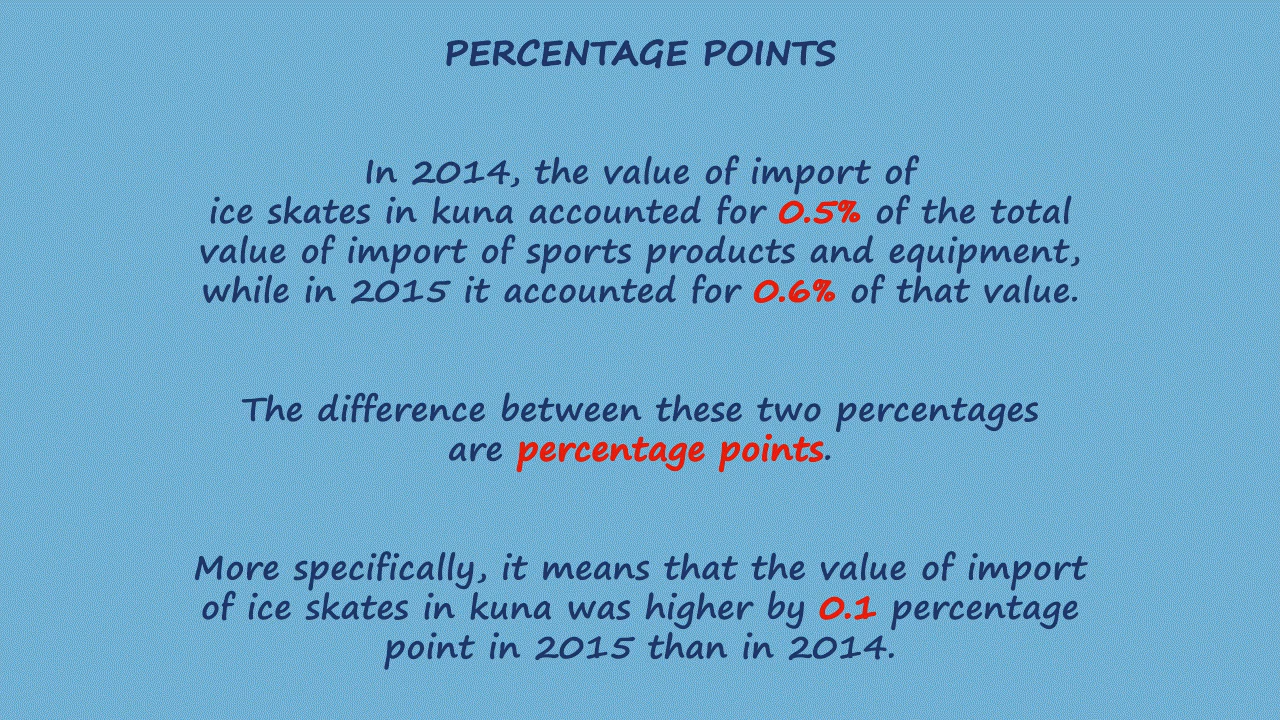 PERCENTAGE POINTS
In 2014, the value of import of
ice skates in kuna accounted for 0.5% of the total
value of import of sports products and equipment,
while in 2015 it accounted for 0.6% of that value.
The difference between these two percentages
are percentage points.
More specifically, it means that the value of import
of ice skates in kuna was higher by 0.1 percentage
point in 2015 than in 2014.